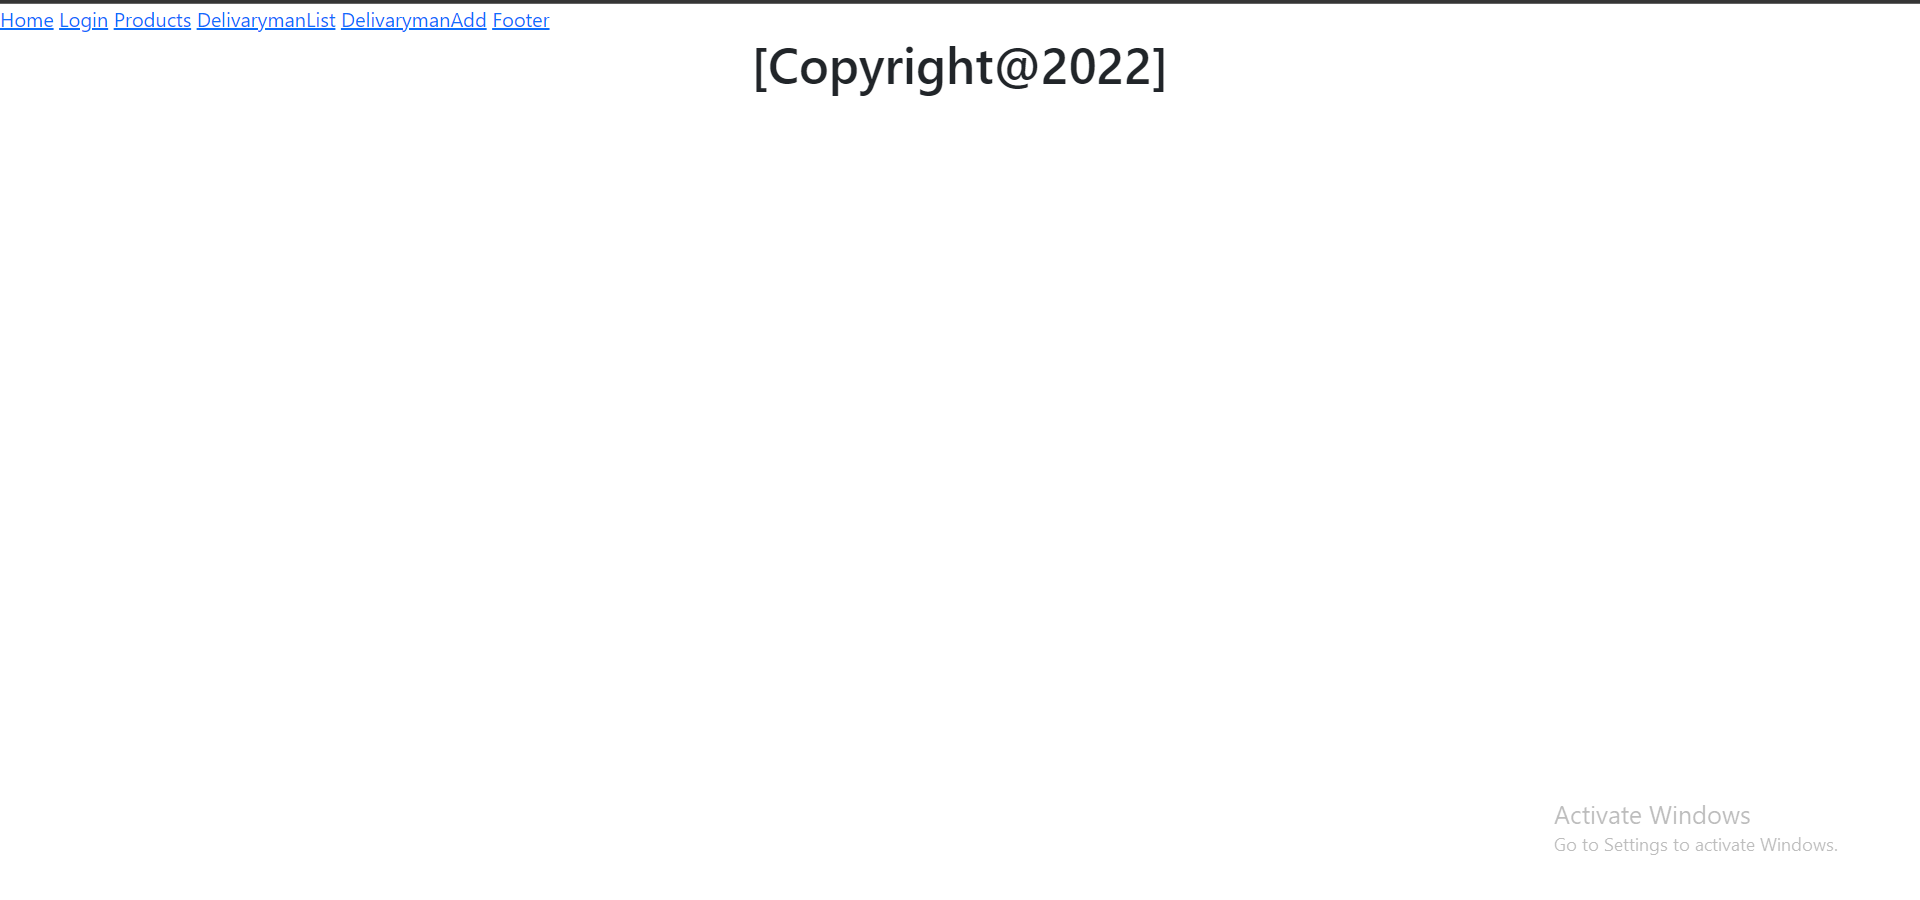 Home Login Products DelivarymanList DelivarymanAdd Footer
[Copyright@2022]
Activate Windows
Go to Settings to activate Windows.